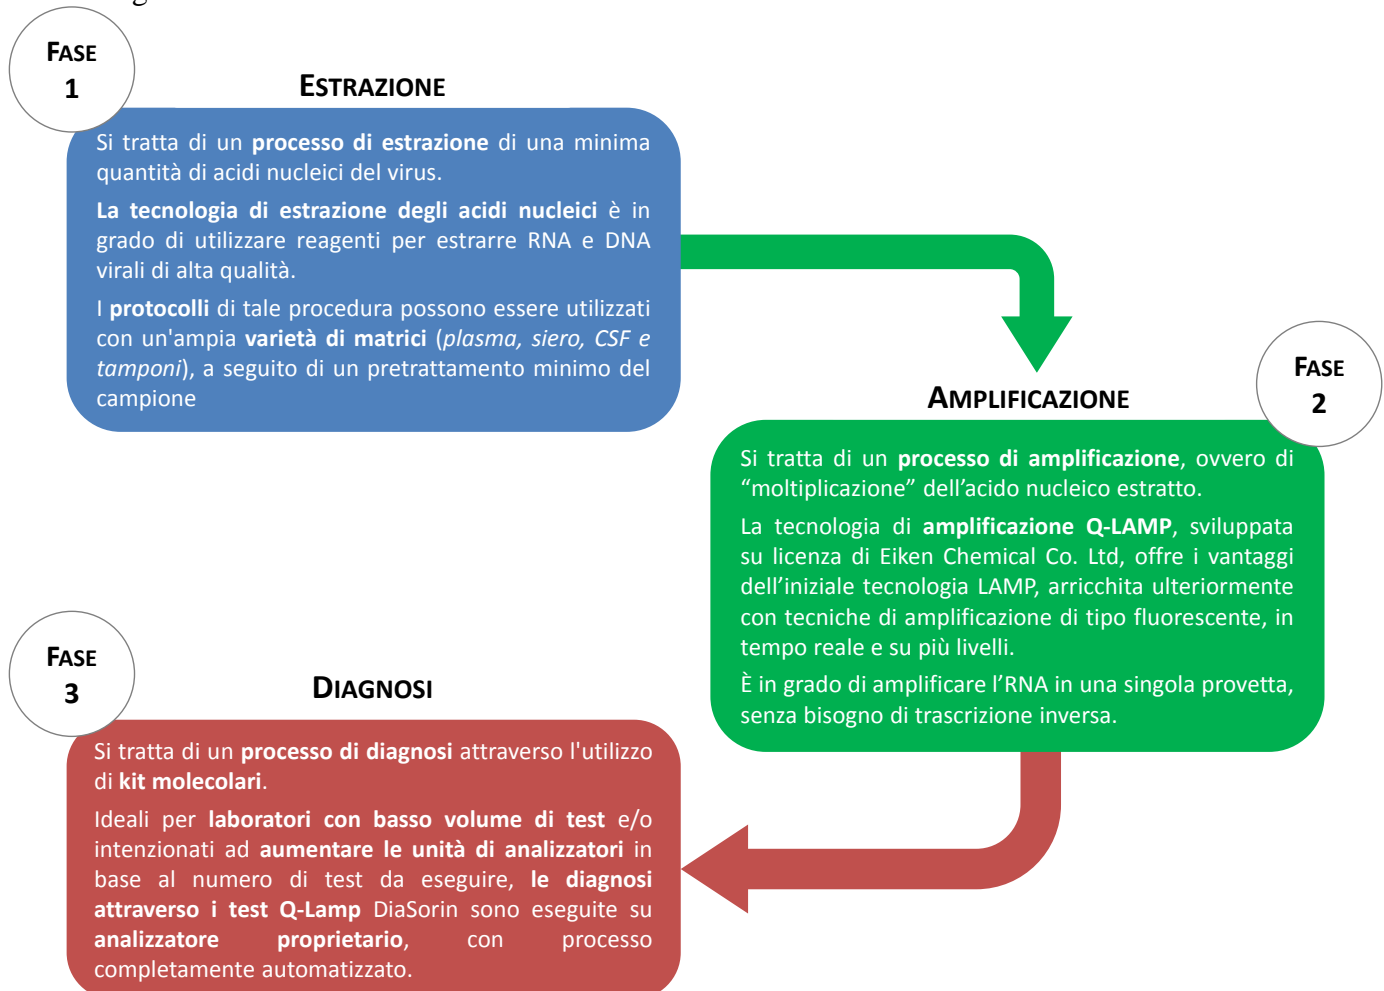 FASE
1
ESTRAZIONE
Si tratta di un processo di estrazione di una minima
quantità di acidi nucleici del virus.
La tecnologia di estrazione degli acidi nucleici è in
grado di utilizzare reagenti per estrarre RNA e DNA
virali di alta qualità.
I protocolli di tale procedura possono essere utilizzati
con un'ampia varietà di matrici (plasma, siero, CSF e
tamponi), a seguito di un pretrattamento minimo del
campione
FASE
2
AMPLIFICAZIONE
Si tratta di un processo di amplificazione, ovvero di
“moltiplicazione” dell’acido nucleico estratto.
La tecnologia di amplificazione Q-LAMP, sviluppata
su licenza di Eiken Chemical Co. Ltd, offre i vantaggi
dell’iniziale tecnologia LAMP, arricchita ulteriormente
con tecniche di amplificazione di tipo fluorescente, in
tempo reale e su più livelli.
È in grado di amplificare l’RNA in una singola provetta,
senza bisogno di trascrizione inversa.
FASE
3
DIAGNOSI
Si tratta di un processo di diagnosi attraverso l'utilizzo
di kit molecolari.
Ideali per laboratori con basso volume di test e/o
intenzionati ad aumentare le unità di analizzatori in
base al numero di test da eseguire, le diagnosi
attraverso i test Q-Lamp DiaSorin sono eseguite su
analizzatore proprietario, con processo
completamente automatizzato.